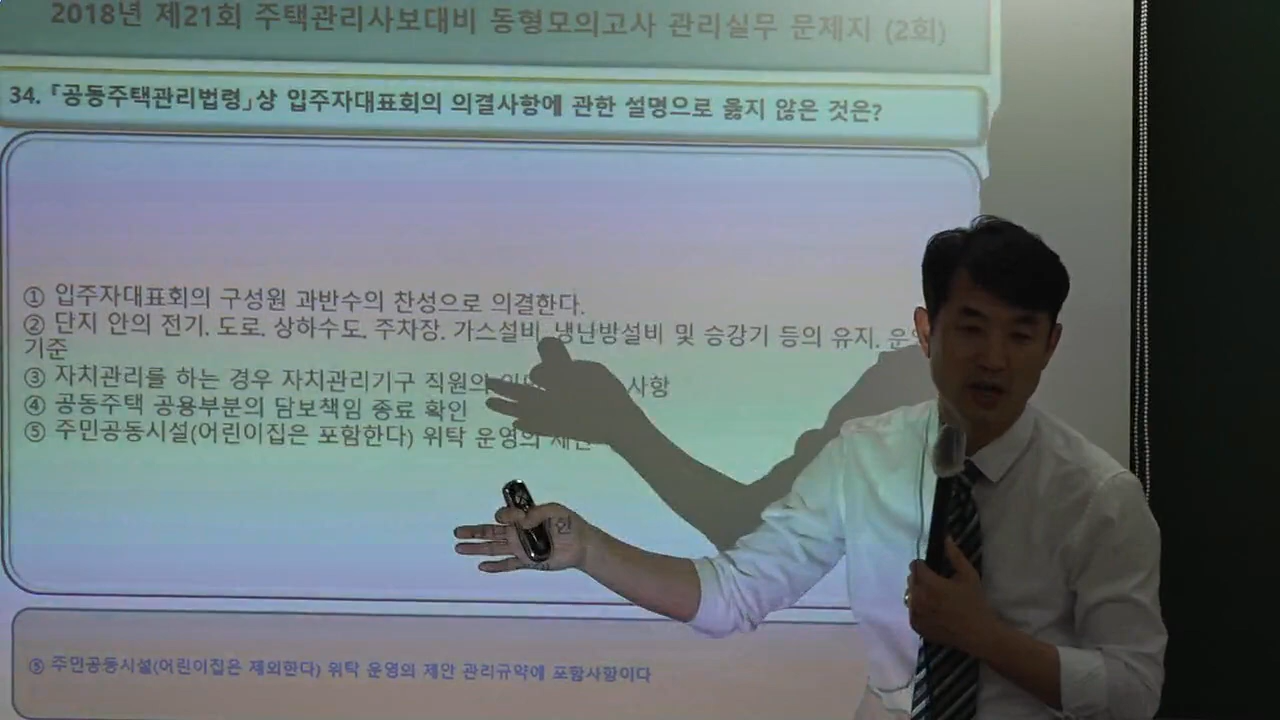 2018년 제21회 주택관리사보대비 동형모의고사 관리실무 문제지 (2회)
34. 「공동주택관리법령」상 입주자대표회의 의결사항에 관한 설명으로 옳지 않은 것은?
① 입주자대표회의 구성원 과반수의 찬성으로 의결한다.
② 단지 안의 전기. 도로. 상하수도. 주차장. 가스설비. 냉난방설비 및 승강기 등의 유지. 운
기준
③ 자치관리를 하는 경우 자치관리기구 직원의 사항
④ 공동주택 공용부분의 담보책임 종료 확인
⑤ 주민공동시설(어린이집은 포함한다) 위탁 운영의 제안
⑤ 주민공동시설(어린이집은 제외한다) 위탁 운영의 제안 관리규약에 포함사항이다